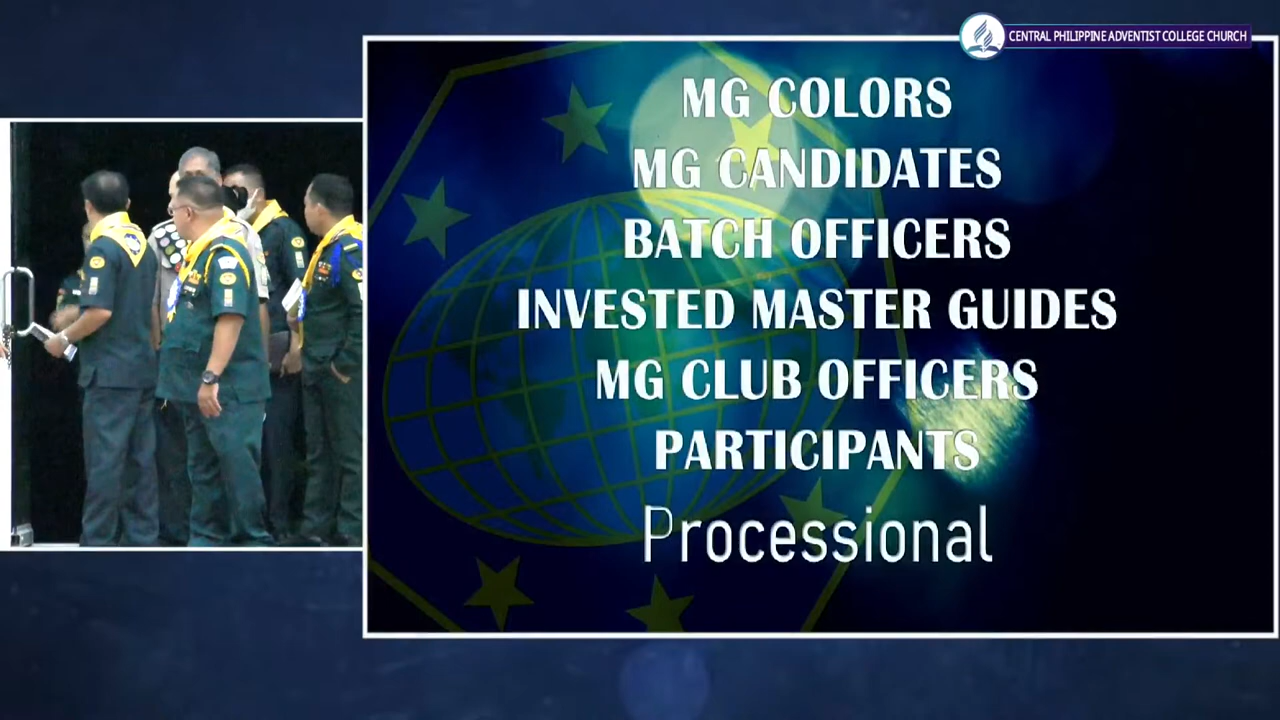 CENTRAL PHILIPPINE ADVENTIST COLLEGE CHURCH
MG COLORS
MG CANDIDATES
BATCH OFFICERS
INVESTED MASTER GUIDES
MG CLUB OFFICERS
PARTICIPANTS
Processional